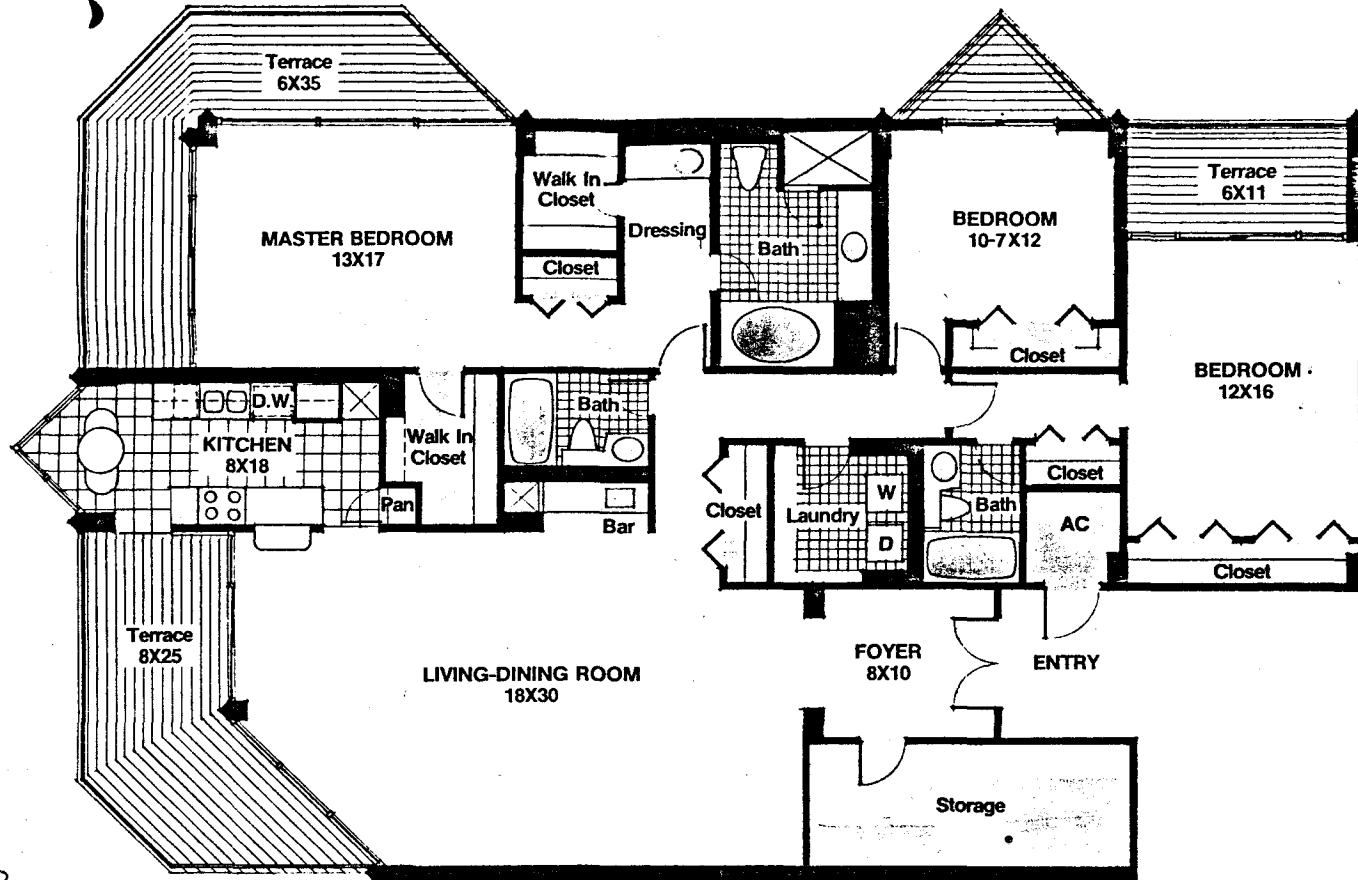 Terrace
6X35
Walk In
Closet
Terrace
6X11
MASTER BEDROOM
13X17
Dressing
Bath
BEDROOM
10-7X12
Closet
Closet
BEDROOM
12X16
D.W.
Bath
KITCHEN
8X18
Walk In
Closet
Pan
Bar
Closet
Laundry
W
D
Bath
Closet
AC
Closet
Terrace
8X25
LIVING-DINING ROOM
18X30
FOYER
8X10
ENTRY
Storage